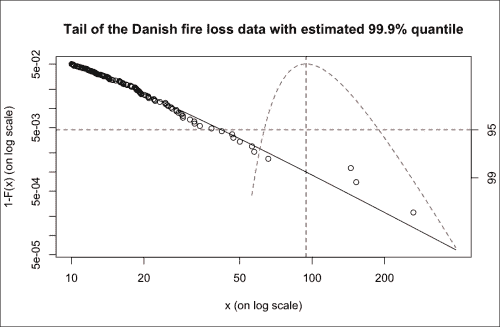 Tail of the Danish fire loss data with estimated 99.9% quantile
1-F(x) (on log scale)
5e-02
5e-03
5e-04
5e-05
95
99
10
20
50
100
200
x (on log scale)